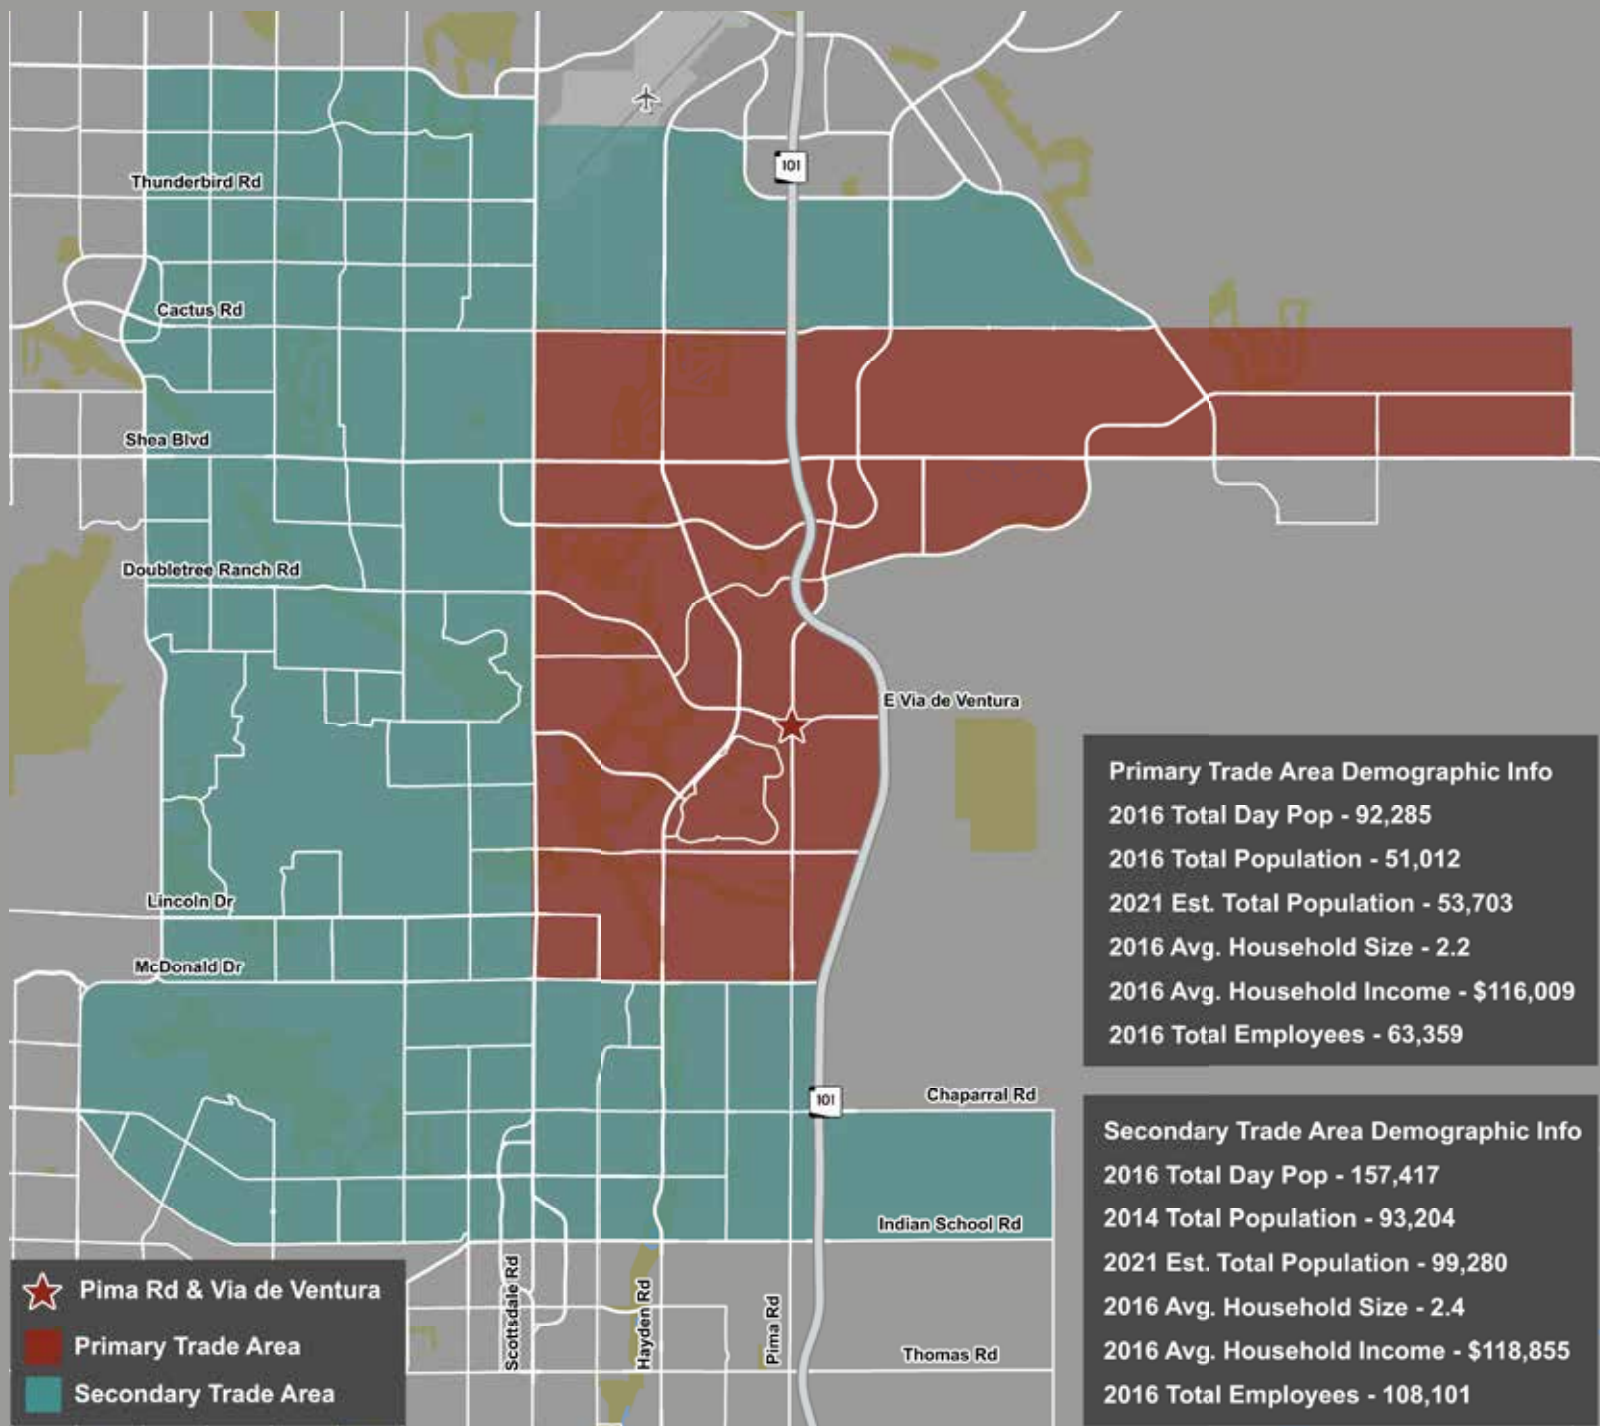 101
Thunderbird Rd
Cactus Rd
Shea Blvd
Doubletree Ranch Rd
E Via de Ventura
Lincoln Dr
McDonald Dr
101
Chaparral Rd
Indian School Rd
Thomas Rd
Scottsdale Rd
Hayden Rd
Pima Rd
Primary Trade Area Demographic Info
2016 Total Day Pop - 92,285
2016 Total Population - 51,012
2021 Est. Total Population - 53,703
2016 Avg. Household Size - 2.2
2016 Avg. Household Income - $116,009
2016 Total Employees - 63,359
Secondary Trade Area Demographic Info
2016 Total Day Pop - 157,417
2014 Total Population - 93,204
2021 Est. Total Population - 99,280
2016 Avg. Household Size - 2.4
2016 Avg. Household Income - $118,855
2016 Total Employees - 108,101
Pima Rd & Via de Ventura
Primary Trade Area
Secondary Trade Area